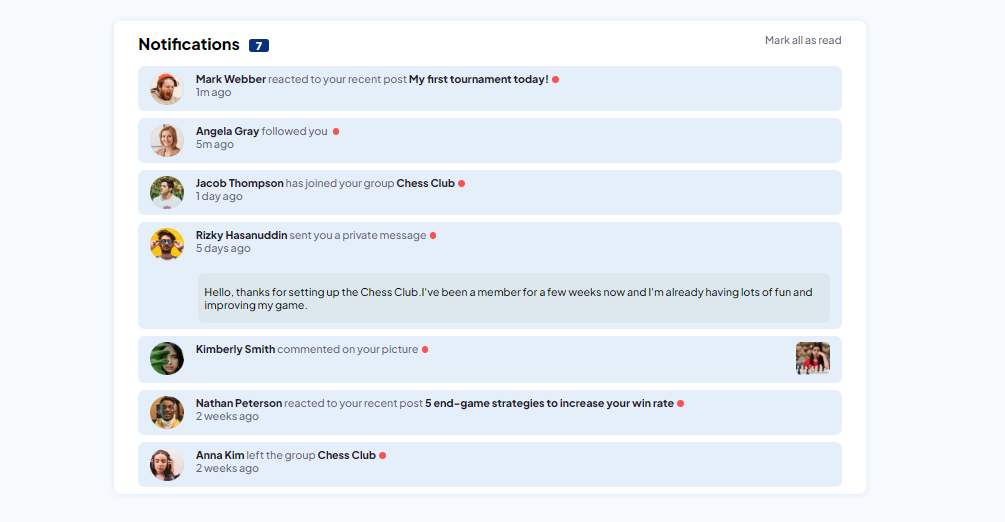 Notifications 7
Mark all as read
Mark Webber reacted to your recent post My first tournament today!
1m ago
Angela Gray followed you
5m ago
Jacob Thompson has joined your group Chess Club
1 day ago
Rizky Hasanuddin sent you a private message
5 days ago
Hello, thanks for setting up the Chess Club.I've been a member for a few weeks now and I'm already having lots of fun and
improving my game.
Kimberly Smith commented on your picture
Nathan Peterson reacted to your recent post 5 end-game strategies to increase your win rate
2 weeks ago
Anna Kim left the group Chess Club
2 weeks ago